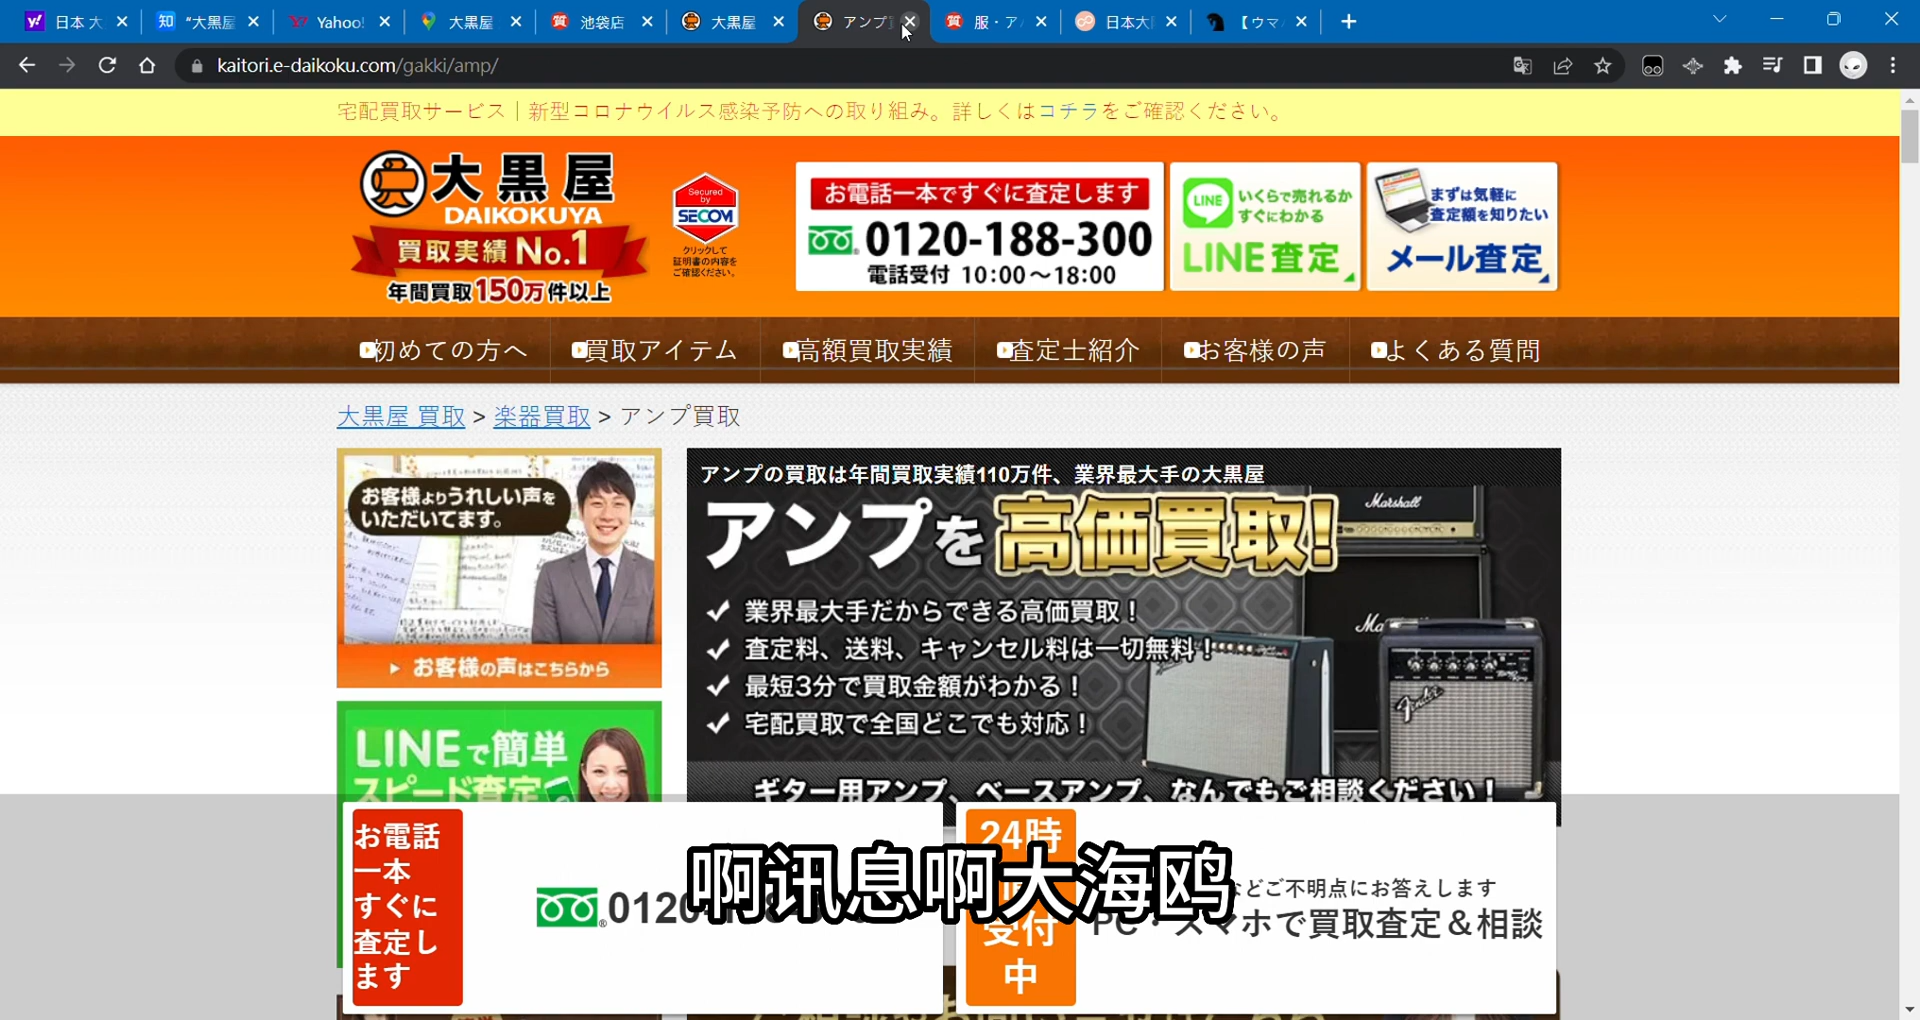 日本 大
"大黒屋
Yahoo!
大黒屋
池袋店
大黒屋
アンプ
服・ア
日本大
【ウマ
kaitori.e-daikoku.com/gakki/amp/
宅配買取サービス｜新型コロナウイルス感染予防への取り組み。詳しくはコチラをご確認ください。
大黒屋
DAIKOKUYA
買取実績 No.1
年間買取150万件以上
Secured
by
SECOM
クリックして
証明書の内容を
ご確認ください。
お電話一本ですぐに査定します
0120-188-300
電話受付 10:00～18:00
LINE
いくらで売れるか
すぐにわかる
LINE査定
まずは気軽に
査定額を知りたい
メール査定
初めての方へ
買取アイテム
高額買取実績
査定士紹介
お客様の声
よくある質問
大黒屋 買取 > 楽器買取 > アンプ買取
お客様よりうれしい声を
いただいてます。
お客様の声はこちらから
LINEで簡単
スピード査定
アンプの買取は年間買取実績110万件、業界最大手の大黒屋
アンプを高価買取!
Marshall
業界最大手だからできる高価買取！
査定料、送料、キャンセル料は一切無料！
最短3分で買取金額がわかる！
宅配買取で全国どこでも対応！
Fender
ギター用アンプ、ベースアンプ、なんでもご相談ください！
お電話
一本
すぐに
査定し
ます
0120
24時
受付
中
などご不明点にお答えします
PC・スマホで買取査定＆相談
啊讯息啊大海鸥